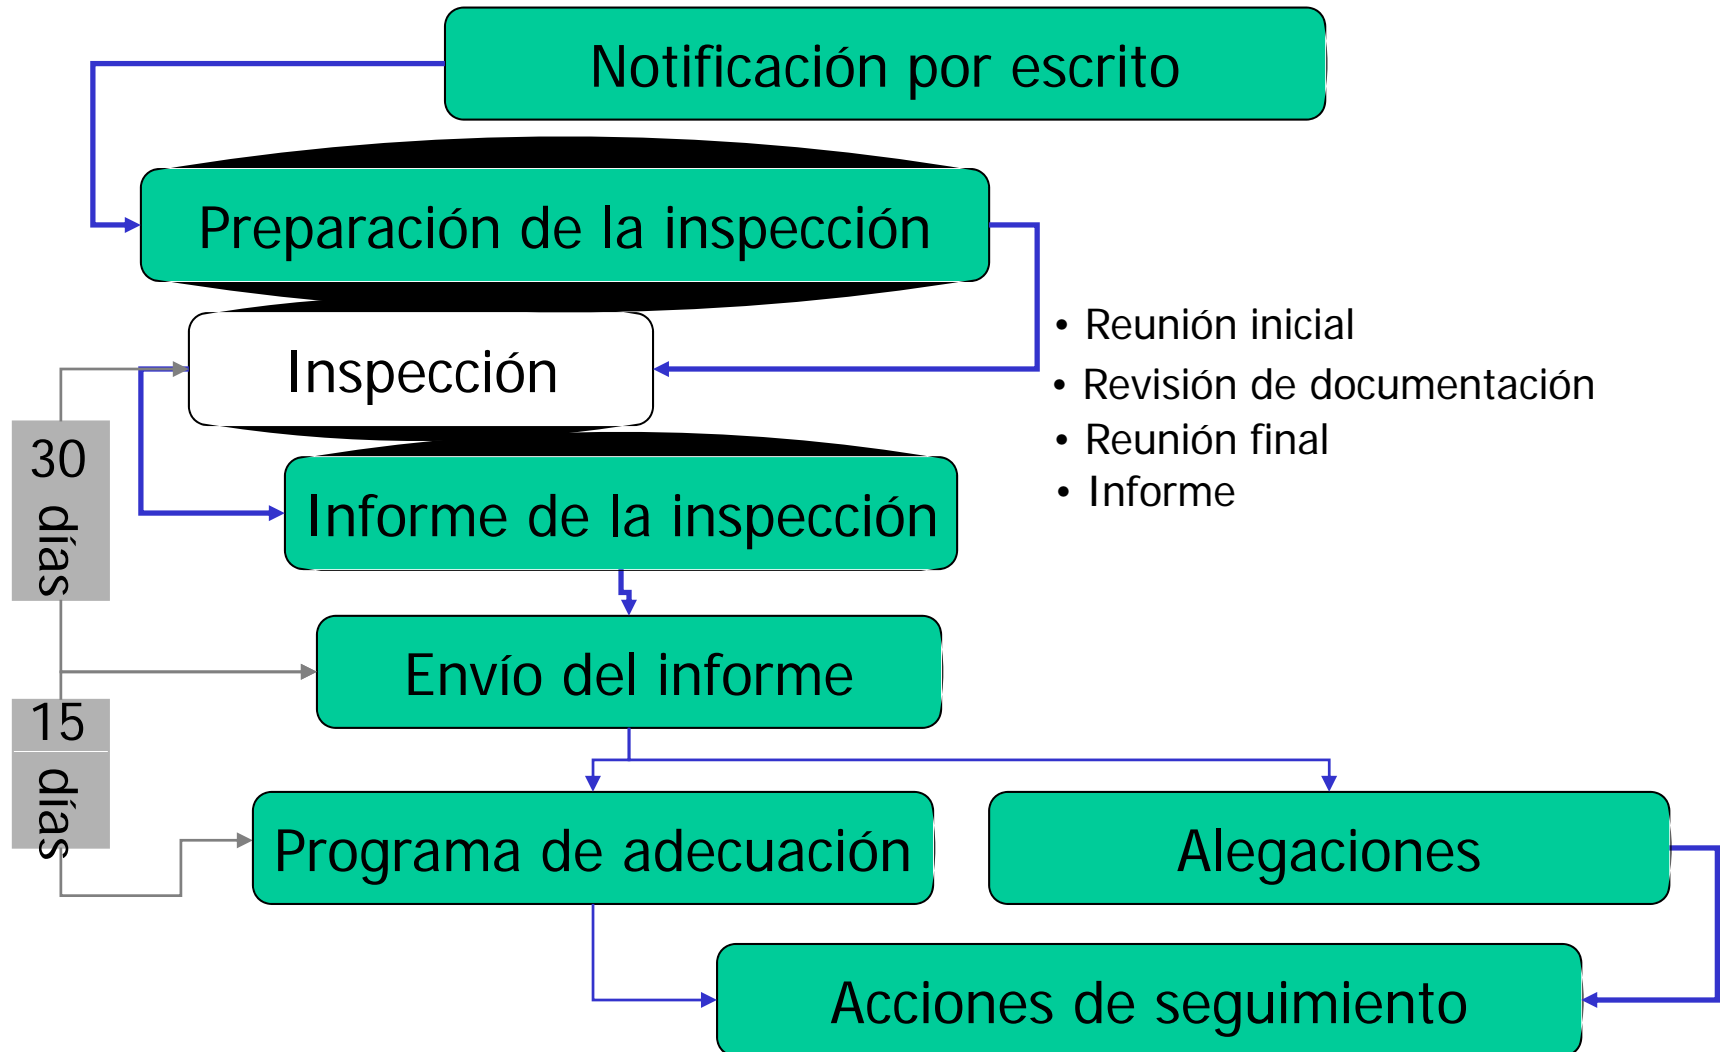 Notificación por escrito
Preparación de la inspección
Inspección
• Reunión inicial
• Revisión de documentación
• Reunión final
• Informe
30
días
Informe de la inspección
Envío del informe
15
días
Programa de adecuación
Alegaciones
Acciones de seguimiento